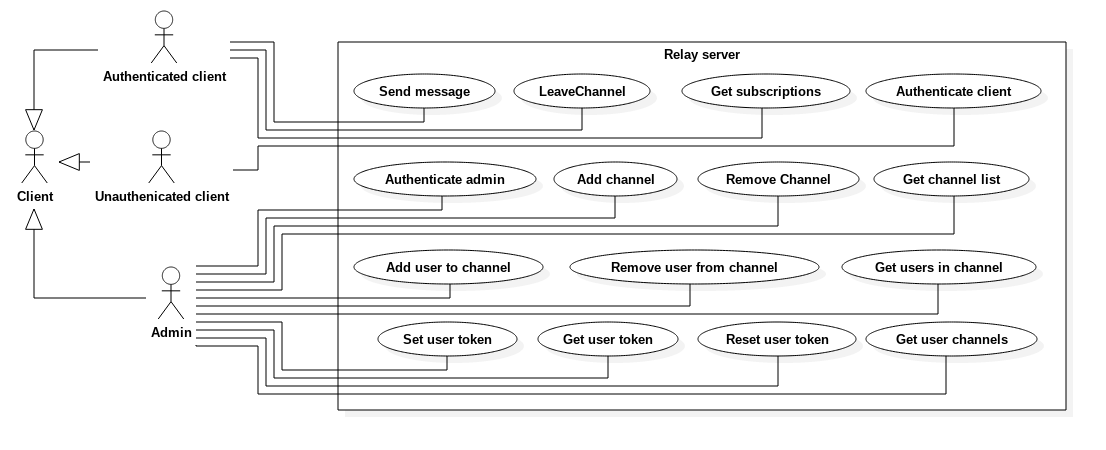 Relay server
Authenticated client
Send message
LeaveChannel
Get subscriptions
Authenticate client
Client
Unauthenicated client
Authenticate admin
Add channel
Remove Channel
Get channel list
Add user to channel
Remove user from channel
Get users in channel
Admin
Set user token
Get user token
Reset user token
Get user channels